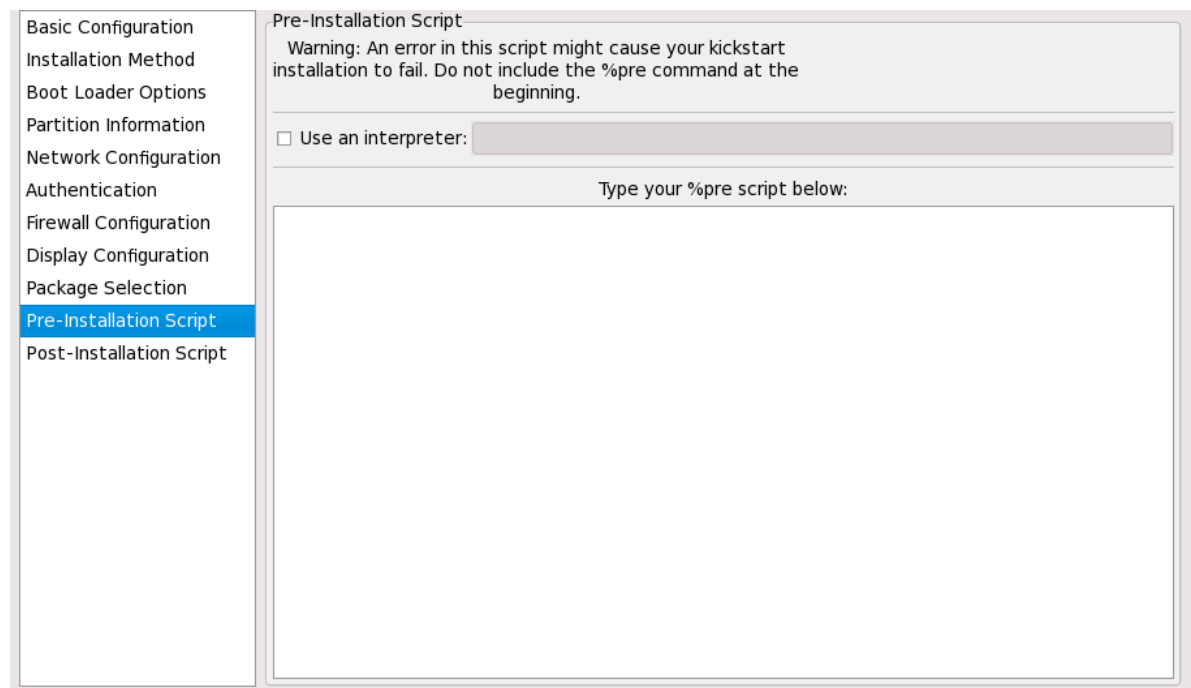 Basic Configuration
Installation Method
Boot Loader Options
Partition Information
Network Configuration
Authentication
Firewall Configuration
Display Configuration
Package Selection
Pre-Installation Script
Post-Installation Script
Pre-Installation Script
Warning: An error in this script might cause your kickstart
installation to fail. Do not include the %pre command at the
beginning.
Use an interpreter:
Type your %pre script below: